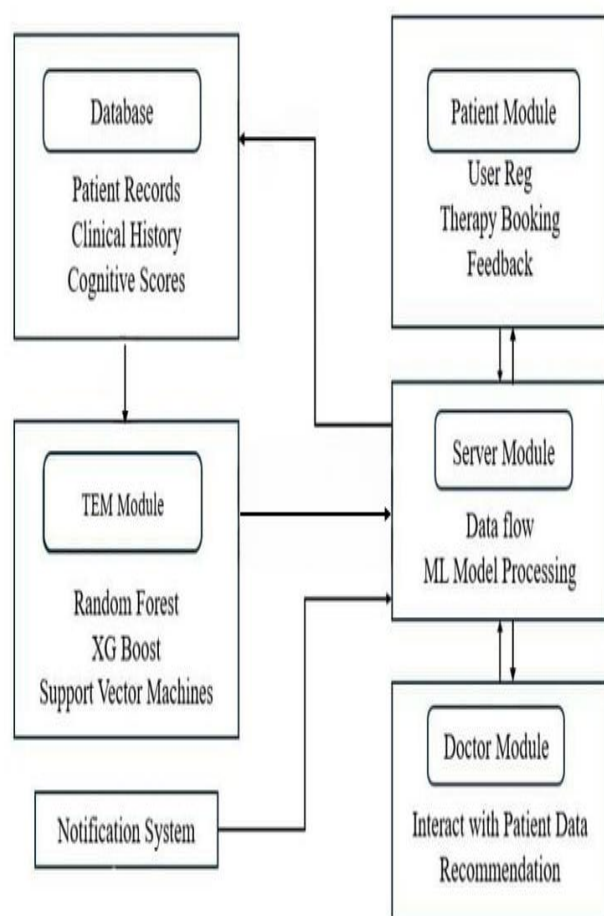 Database
Patient Records
Clinical History
Cognitive Scores
Patient Module
User Reg
Therapy Booking
Feedback
TEM Module
Random Forest
XG Boost
Support Vector Machines
Server Module
Data flow
ML Model Processing
Notification System
Doctor Module
Interact with Patient Data
Recommendation